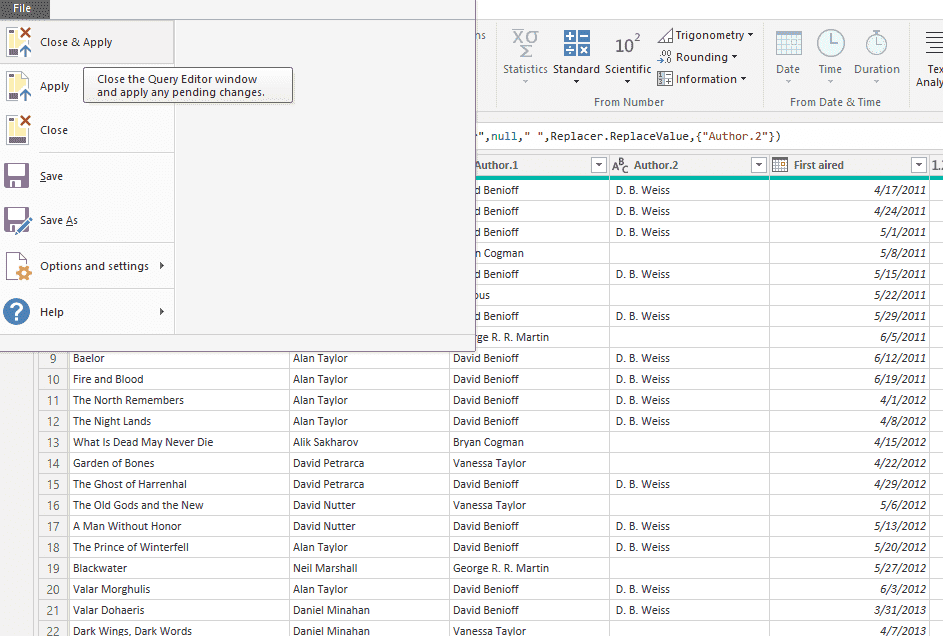 File
Close & Apply
Close the Query Editor window
and apply any pending changes.
Apply
Close
Save
Save As
Options and settings
Help
ns
Xσ
Σ
Statistics
Standard
10²
Scientific
Trigonometry
.00 Rounding
Information
From Number
Date
Time
Duration
From Date & Time
Tex
Analy
",null," ",Replacer.ReplaceValue,{"Author.2"})
Author.1 ABC Author.2 First aired 1.2
d Benioff D. B. Weiss 4/17/2011
d Benioff D. B. Weiss 4/24/2011
d Benioff D. B. Weiss 5/1/2011
n Cogman 5/8/2011
d Benioff D. B. Weiss 5/15/2011
ous 5/22/2011
d Benioff D. B. Weiss 5/29/2011
ge R. R. Martin 6/5/2011
9 Baelor Alan Taylor David Benioff D. B. Weiss 6/12/2011
10 Fire and Blood Alan Taylor David Benioff D. B. Weiss 6/19/2011
11 The North Remembers Alan Taylor David Benioff D. B. Weiss 4/1/2012
12 The Night Lands Alan Taylor David Benioff D. B. Weiss 4/8/2012
13 What Is Dead May Never Die Alik Sakharov Bryan Cogman 4/15/2012
14 Garden of Bones David Petrarca Vanessa Taylor 4/22/2012
15 The Ghost of Harrenhal David Petrarca David Benioff D. B. Weiss 4/29/2012
16 The Old Gods and the New David Nutter Vanessa Taylor 5/6/2012
17 A Man Without Honor David Nutter David Benioff D. B. Weiss 5/13/2012
18 The Prince of Winterfell Alan Taylor David Benioff D. B. Weiss 5/20/2012
19 Blackwater Neil Marshall George R. R. Martin 5/27/2012
20 Valar Morghulis Alan Taylor David Benioff D. B. Weiss 6/3/2012
21 Valar Dohaeris Daniel Minahan David Benioff D. B. Weiss 3/31/2013
22 Dark Wings, Dark Words Daniel Minahan Vanessa Taylor 4/7/2013